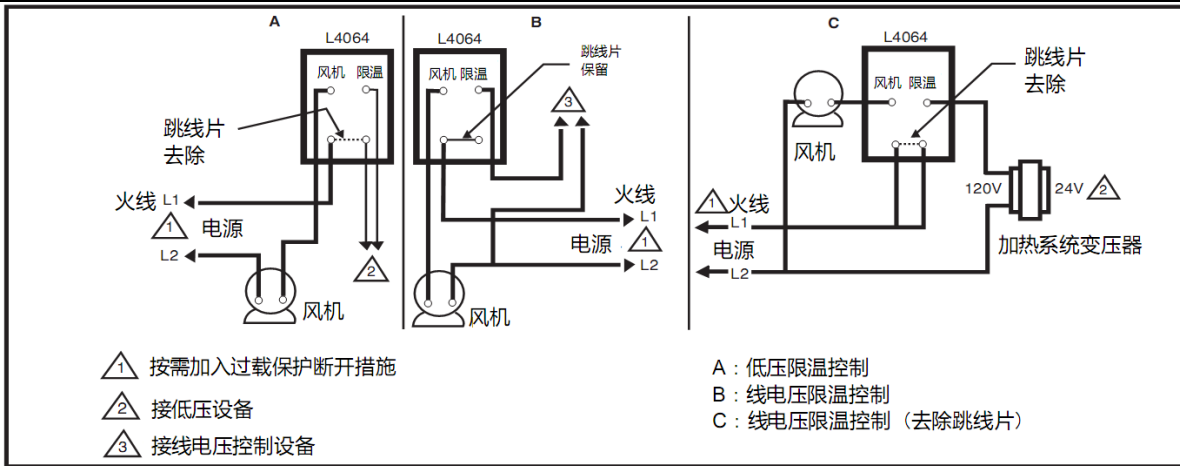 A
L4064
风机 限温
跳线片
去除
火线 L1
1 电源
L2
2
风机
B
L4064
风机 限温
跳线片
保留
3
火线
L1
电源 1
L2
风机
C
L4064
风机 限温
跳线片
去除
风机
120V 24V 2
1 火线
L1
电源
L2
加热系统变压器
1 按需加入过载保护断开措施
2 接低压设备
3 接线电压控制设备
A：低压限温控制
B：线电压限温控制
C：线电压限温控制（去除跳线片）